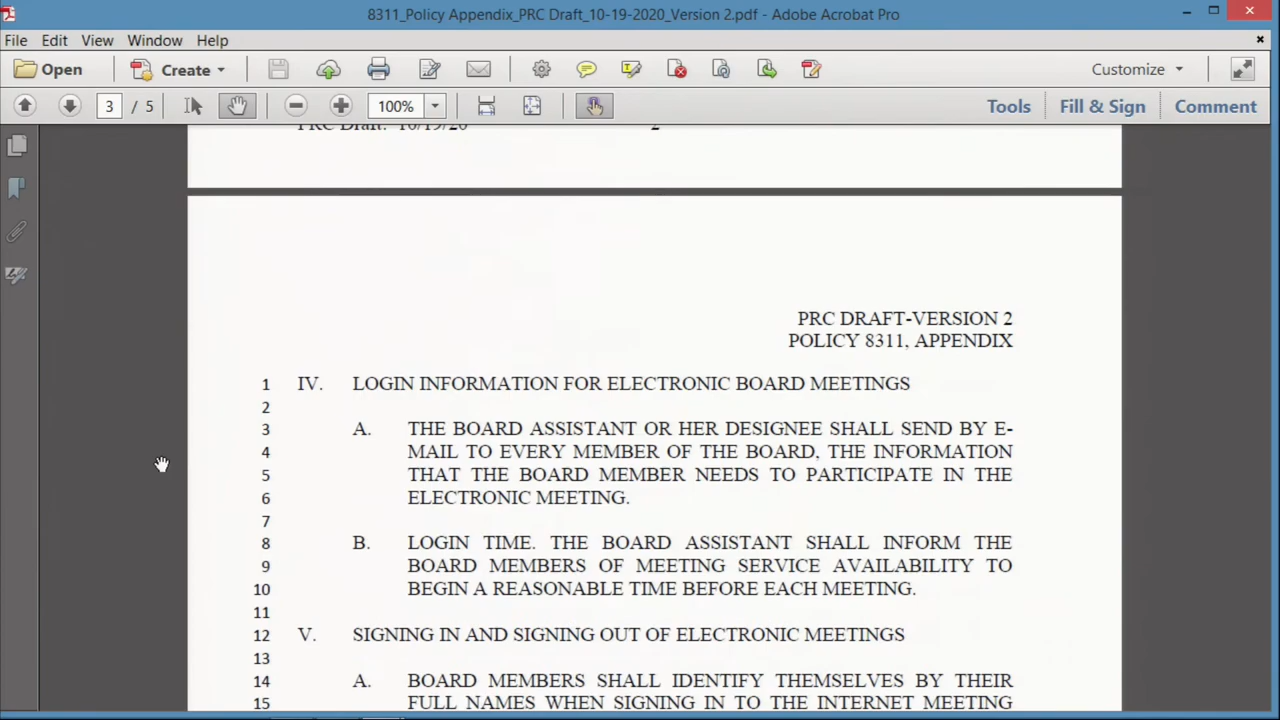 8311_Policy Appendix_PRC Draft_10-19-2020_Version 2.pdf - Adobe Acrobat Pro
File Edit View Window Help
Open Create Customize
3 / 5 100% Tools Fill & Sign Comment
PRC Draft: 10/19/20 2
PRC DRAFT-VERSION 2
POLICY 8311, APPENDIX
1 IV. LOGIN INFORMATION FOR ELECTRONIC BOARD MEETINGS
2
3 A. THE BOARD ASSISTANT OR HER DESIGNEE SHALL SEND BY E-
4 MAIL TO EVERY MEMBER OF THE BOARD, THE INFORMATION
5 THAT THE BOARD MEMBER NEEDS TO PARTICIPATE IN THE
6 ELECTRONIC MEETING.
7
8 B. LOGIN TIME. THE BOARD ASSISTANT SHALL INFORM THE
9 BOARD MEMBERS OF MEETING SERVICE AVAILABILITY TO
10 BEGIN A REASONABLE TIME BEFORE EACH MEETING.
11
12 V. SIGNING IN AND SIGNING OUT OF ELECTRONIC MEETINGS
13
14 A. BOARD MEMBERS SHALL IDENTIFY THEMSELVES BY THEIR
15 FULL NAMES WHEN SIGNING IN TO THE INTERNET MEETING